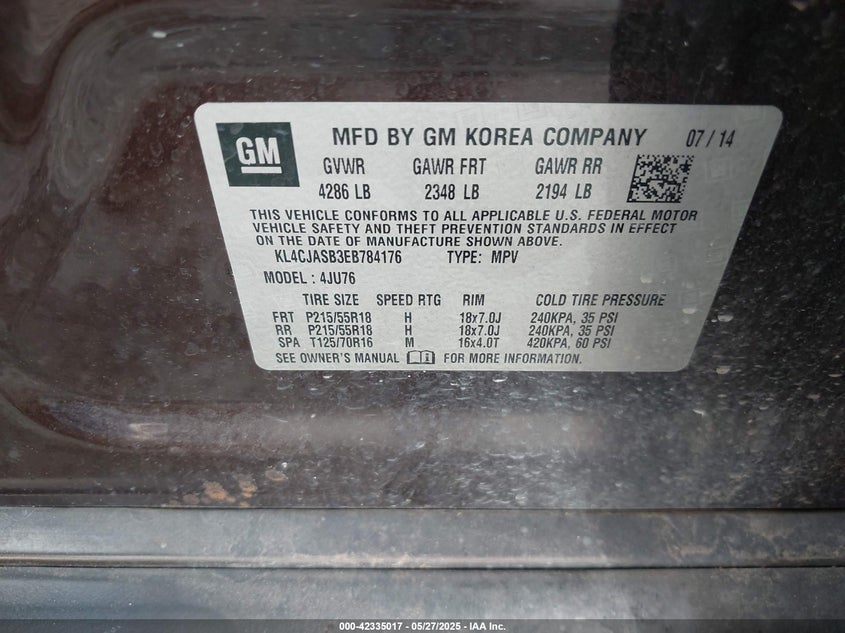 GM
MFD BY GM KOREA COMPANY 07/14
GVWR GAWR FRT GAWR RR
4286 LB 2348 LB 2194 LB
THIS VEHICLE CONFORMS TO ALL APPLICABLE U.S. FEDERAL MOTOR
VEHICLE SAFETY AND THEFT PREVENTION STANDARDS IN EFFECT
ON THE DATE OF MANUFACTURE SHOWN ABOVE.
KL4CJASB3EB784176 TYPE: MPV
MODEL : 4JU76
TIRE SIZE SPEED RTG RIM COLD TIRE PRESSURE
FRT P215/55R18 H 18x7.0J 240KPA, 35 PSI
RR P215/55R18 H 18x7.0J 240KPA, 35 PSI
SPA T125/70R16 M 16x4.0T 420KPA, 60 PSI
SEE OWNER'S MANUAL FOR MORE INFORMATION.
000-42335017 — 05/27/2025 — IAA Inc.